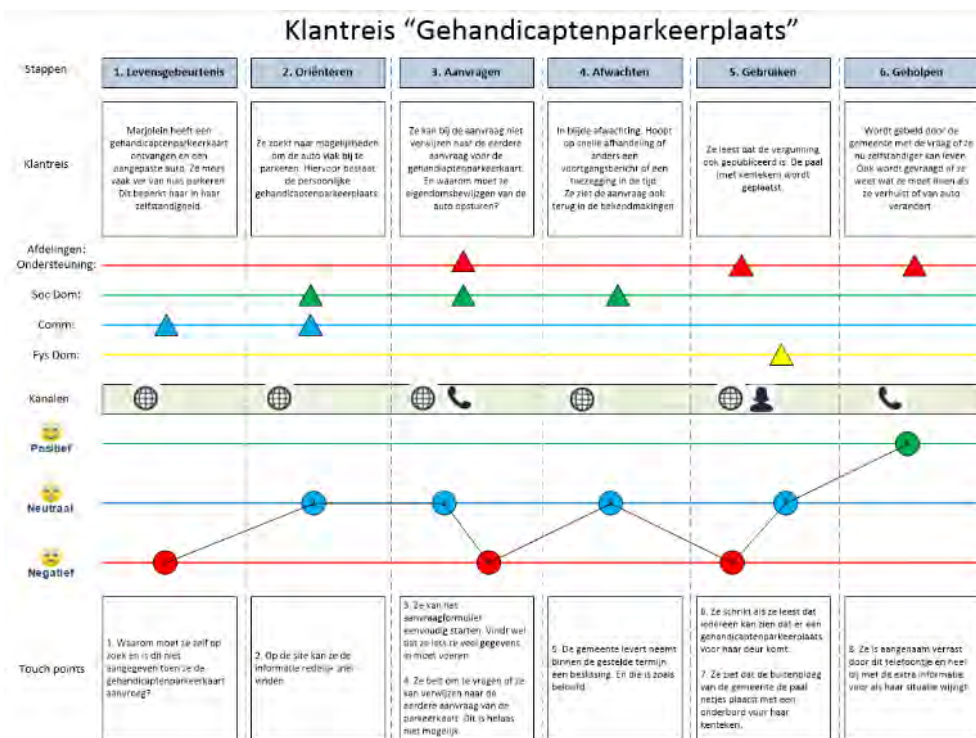 Klantreis “Gehandicaptenparkeerplaats”
Stappen
1. Levensgebeurtenis
2. Oriënteren
3. Aanvragen
4. Afwachten
5. Gebruiken
6. Geholpen
Klantreis
Marjolein heeft een
gehandicaptenparkeerkaart
ontvangen en een
aangepaste auto. Ze moet
vaak ver van huis parkeren
Dit beperkt haar in haar
zelfstandigheid.
Ze zoekt naar mogelijkheden
om de auto vlak bij te
parkeren. Hiervoor bestaat
de persoonlijke
gehandicaptenparkeerplaats
Ze kan bij de aanvraag niet
verwijzen naar de eerdere
aanvraag voor de
gehandicaptenparkeerkaart.
En waarom moet ze
eigendomsbewijzen van de
auto opsturen?
In blijde afwachting. Hoopt
op snelle afhandeling of
anders een
voortgangsbericht of een
toezegging in de tijd
Ze ziet de aanvraag ook
terug in de bekendmakingen
Ze leest dat de vergunning
ook gepubliceerd is. De paal
(met kenteken) wordt
geplaatst.
Wordt gebeld door de
gemeente met de vraag of ze
nu zelfstandiger kan leven.
Ook wordt gevraagd of ze
weet wat ze moet doen als
ze verhuist of van auto
verandert
Afdelingen:
Ondersteuning:
Soc Dom:
Comm:
Fys Dom:
Kanalen
Positief
Neutraal
Negatief
Touch points
1. Waarom moet ze zelf op
zoek en is dit niet
aangegeven toen ze de
gehandicaptenparkeerkaart
aanvroeg?
2. Op de site kan ze de
informatie redelijk snel
vinden
3. Ze kan het
aanvraagformulier
eenvoudig starten. Vindt wel
dat ze veel gegevens
in moet voeren
4. Ze belt om te vragen of ze
kan verwijzen naar de
eerdere aanvraag van de
parkeerkaart. Dit is helaas
niet mogelijk.
5. De gemeente levert neemt
binnen de gestelde termijn
een beslissing. En die is zoals
beloofd
6. Ze schrikt als ze leest dat
iedereen kan zien dat er een
gehandicaptenparkeerplaats
voor haar deur komt.
7. Ze ziet dat de buitenploeg
van de gemeente de paal
netjes plaatst met een
onderbord voor haar
kenteken.
8. Ze is aangenaam verrast
door dit telefoontje en heel
blij met de extra informatie
voor als haar situatie wijzigt